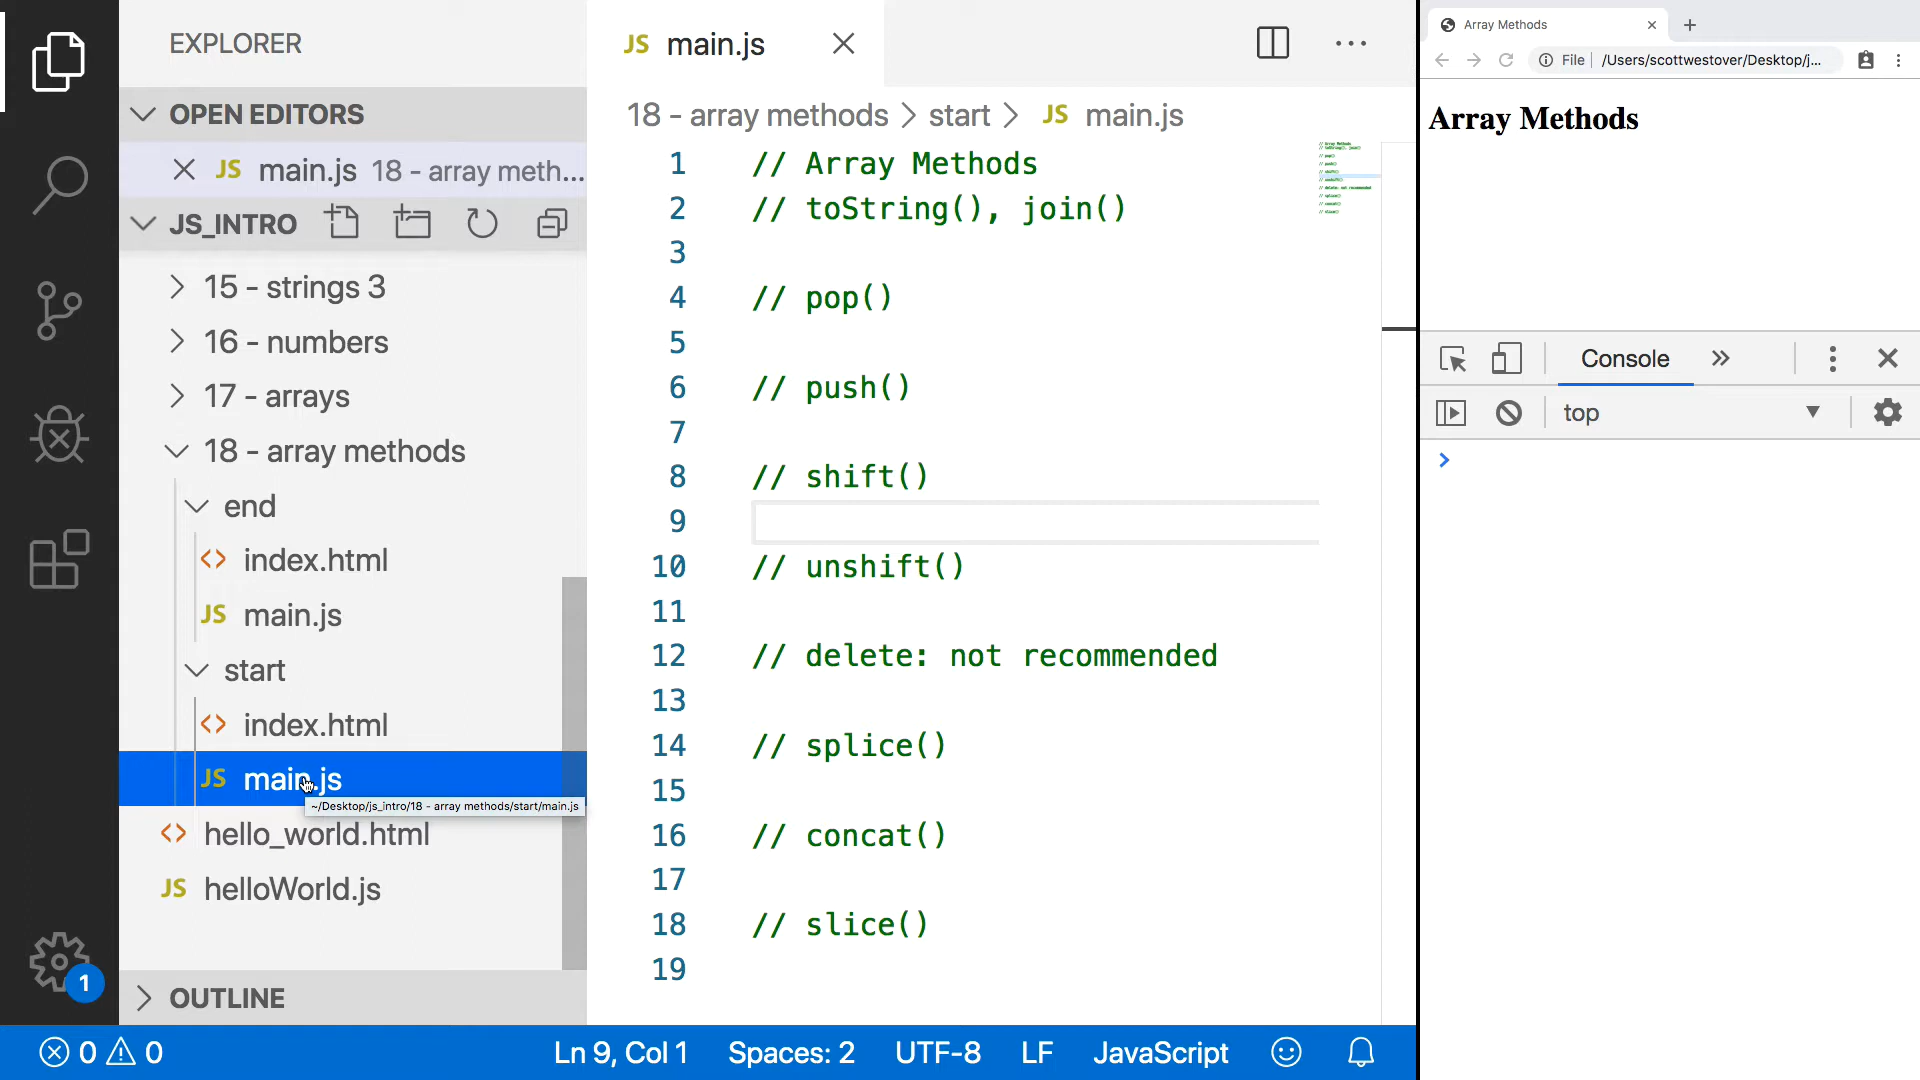 EXPLORER
OPEN EDITORS
JS main.js 18 - array meth...
JS_INTRO
15 - strings 3
16 - numbers
17 - arrays
18 - array methods
end
index.html
JS main.js
start
index.html
JS main.js
~/Desktop/js_intro/18 - array methods/start/main.js
hello_world.html
JS helloWorld.js
OUTLINE
1
JS main.js
18 - array methods > start > JS main.js
1 // Array Methods
2 // toString(), join()
3
4 // pop()
5
6 // push()
7
8 // shift()
9
10 // unshift()
11
12 // delete: not recommended
13
14 // splice()
15
16 // concat()
17
18 // slice()
19
0 0
Ln 9, Col 1 Spaces: 2 UTF-8 LF JavaScript
Array Methods
File /Users/scottwestover/Desktop/j...
Array Methods
Console
top